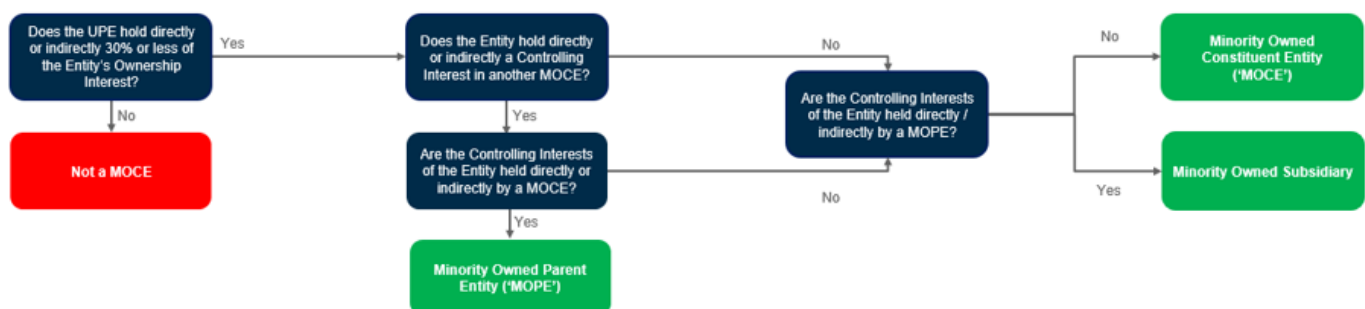 Does the UPE hold directly
or indirectly 30% or less of
the Entity's Ownership
Interest?
Yes
No
Not a MOCE
Does the Entity hold directly
or indirectly a Controlling
Interest in another MOCE?
No
Yes
Are the Controlling Interests
of the Entity held directly or
indirectly by a MOCE?
No
Yes
Minority Owned Parent
Entity ('MOPE')
Are the Controlling Interests
of the Entity held directly /
indirectly by a MOPE?
No
Yes
Minority Owned
Constituent Entity
('MOCE')
Minority Owned Subsidiary